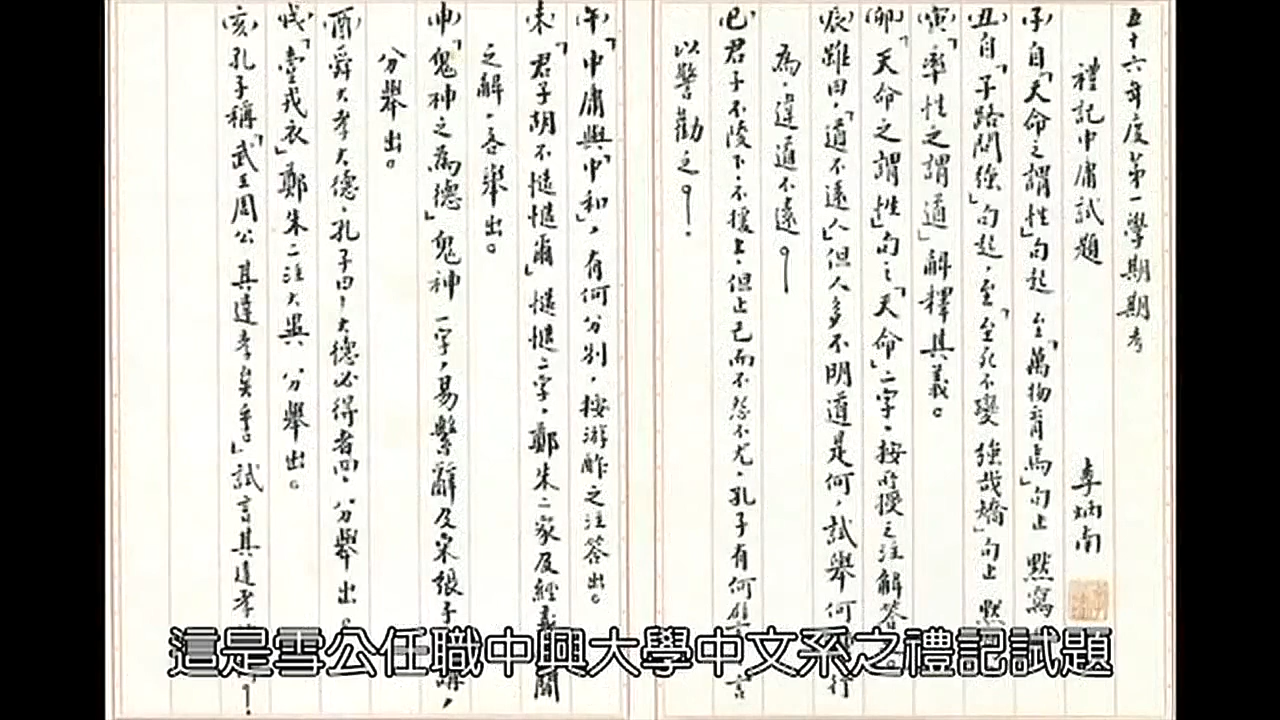 五十六年度第一學期期考
禮記中庸試題 李炳南
子)自「天命之謂性」句起 至「萬物育焉」句止 默寫
丑)自「子路問強」句起,至「至死不變 強哉矯」句止 默
寅)「率性之謂道」解釋其義。
卯)「天命之謂性」句之「天命」二字,按所授之注解答
辰)雖曰,「道不遠人」但人多不明道是何,試舉何 行
為,違道不遠?
巳)君子不陵下,不援上,但正己而不怨不尤,孔子有何 言
以警勸之?
午)「中庸與中和」,有何分別,按游酢之注答出。
未)「君子胡不慥慥爾」慥慥二字,鄭朱二家及經義 聞
之解,各舉出。
申)「鬼神之為德」鬼神二字,易繫辭及宋張子 講,
分舉出。
酉)舜大孝大德,孔子曰,大德必得者四,分舉出。
戌)「壹戎衣」鄭朱二注大異 分舉出。
亥)孔子稱「武王周公 其達孝矣乎。」試言其達孝
這是雪公任職中興大學中文系之禮記試題